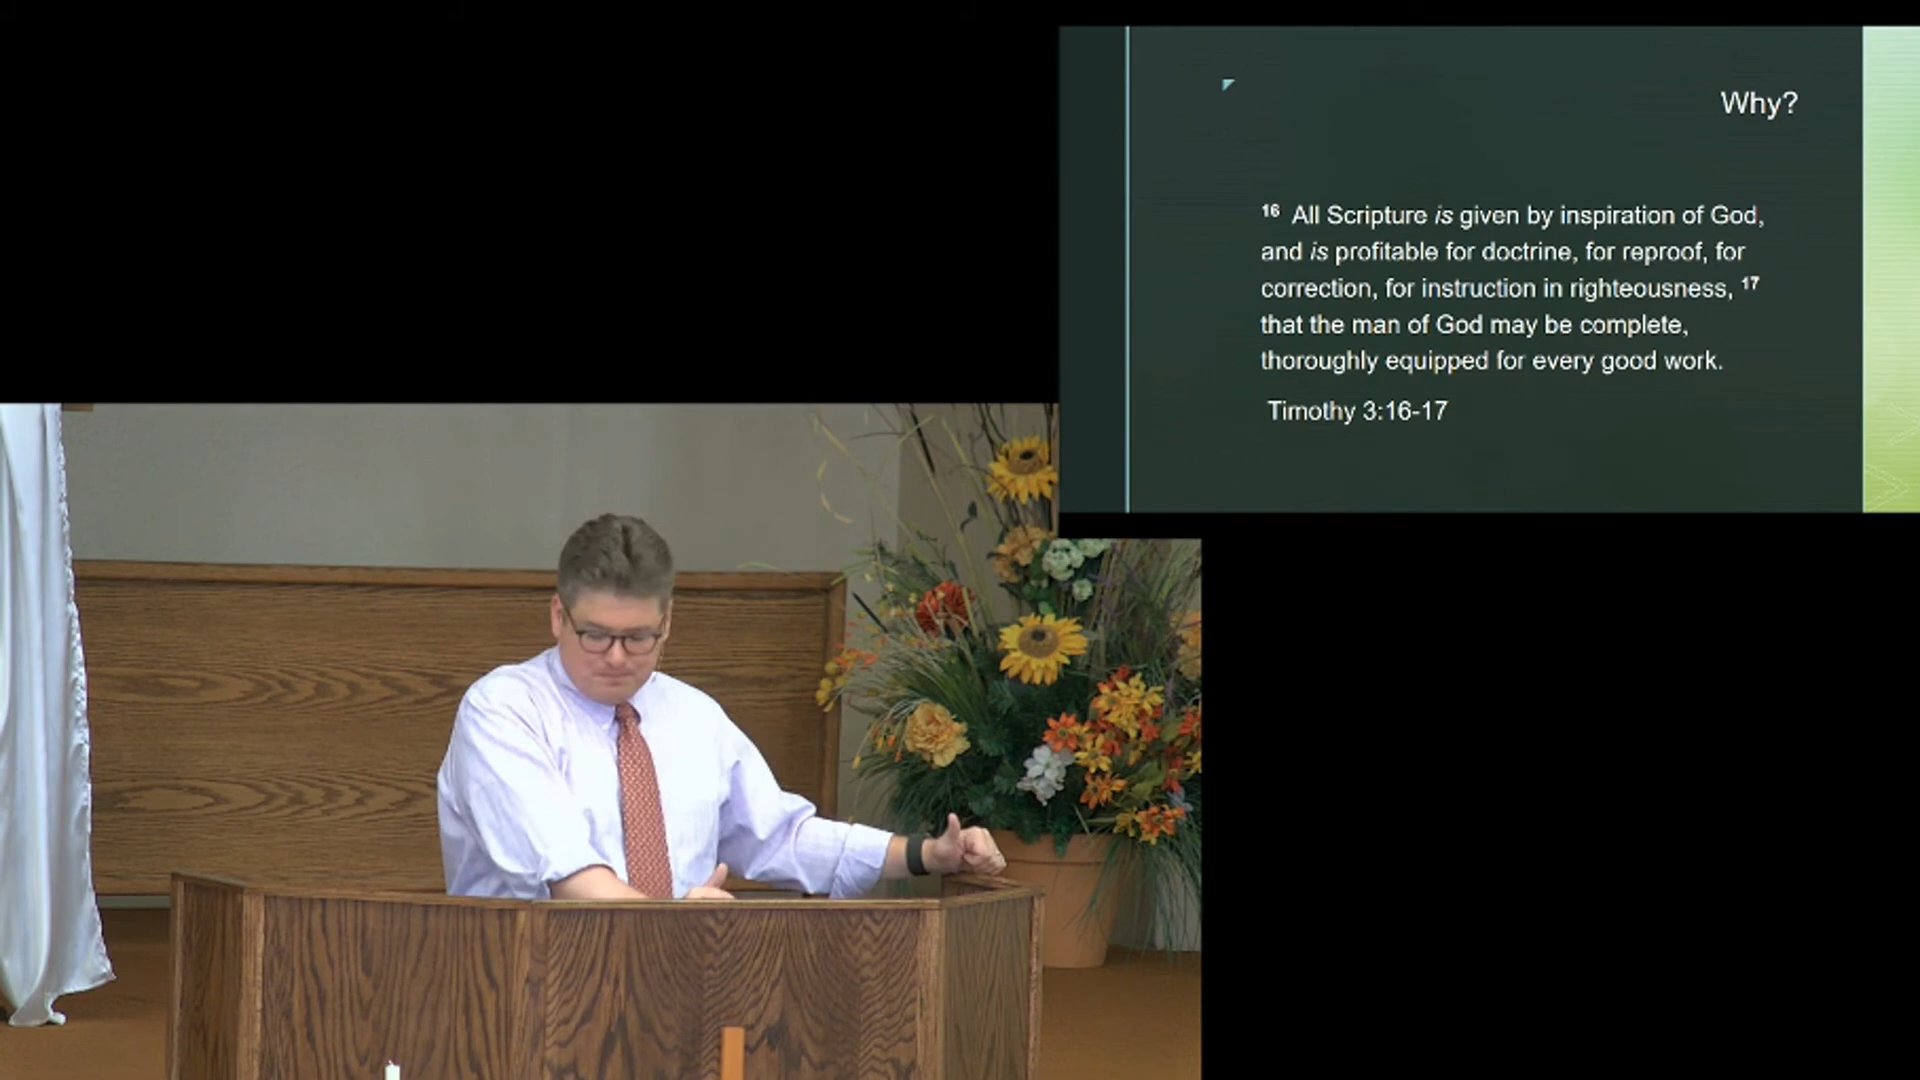 Why?
16 All Scripture is given by inspiration of God,
and is profitable for doctrine, for reproof, for
correction, for instruction in righteousness, 17
that the man of God may be complete,
thoroughly equipped for every good work.
Timothy 3:16-17